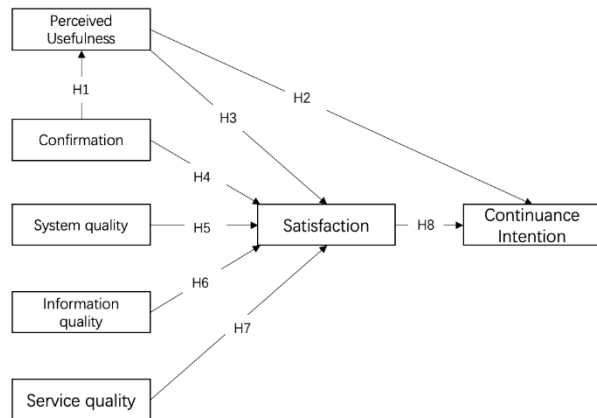 Perceived
Usefulness
H1
H2
H3
Confirmation
H4
System quality
H5
Satisfaction
H8
Continuance
Intention
H6
Information
quality
H7
Service quality